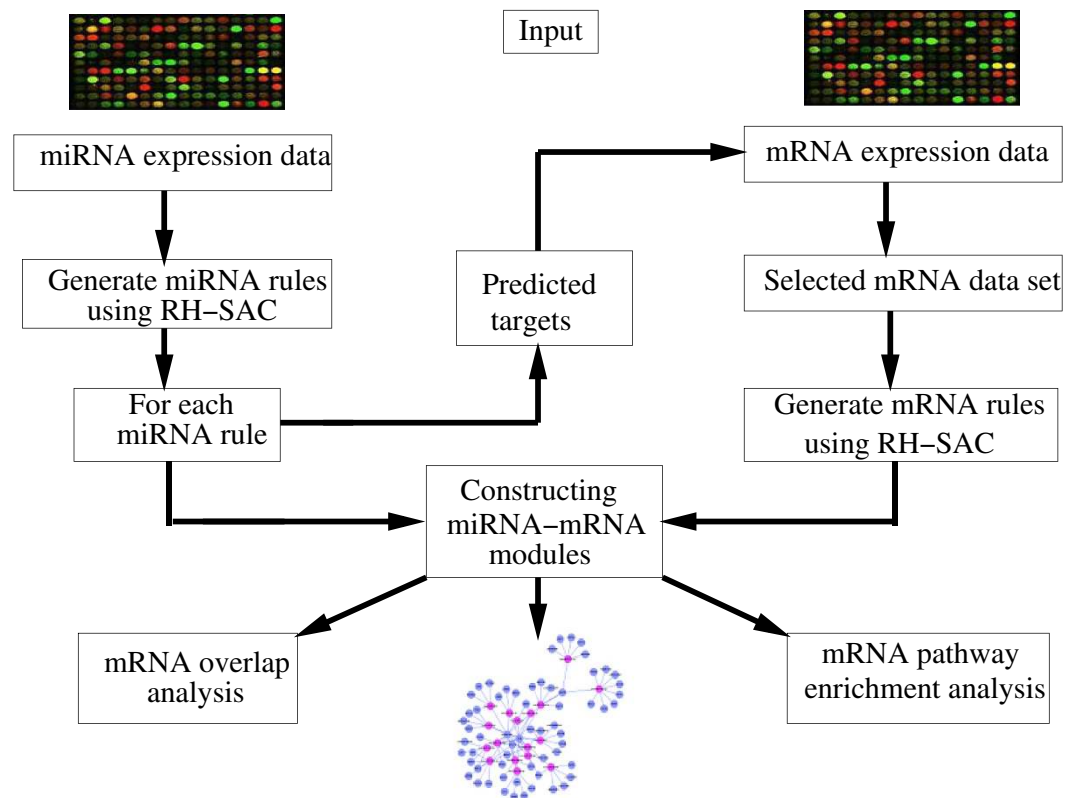 Input
miRNA expression data
mRNA expression data
Generate miRNA rules
using RH−SAC
Predicted
targets
Selected mRNA data set
For each
miRNA rule
Generate mRNA rules
using RH−SAC
Constructing
miRNA−mRNA
modules
mRNA overlap
analysis
mRNA pathway
enrichment analysis